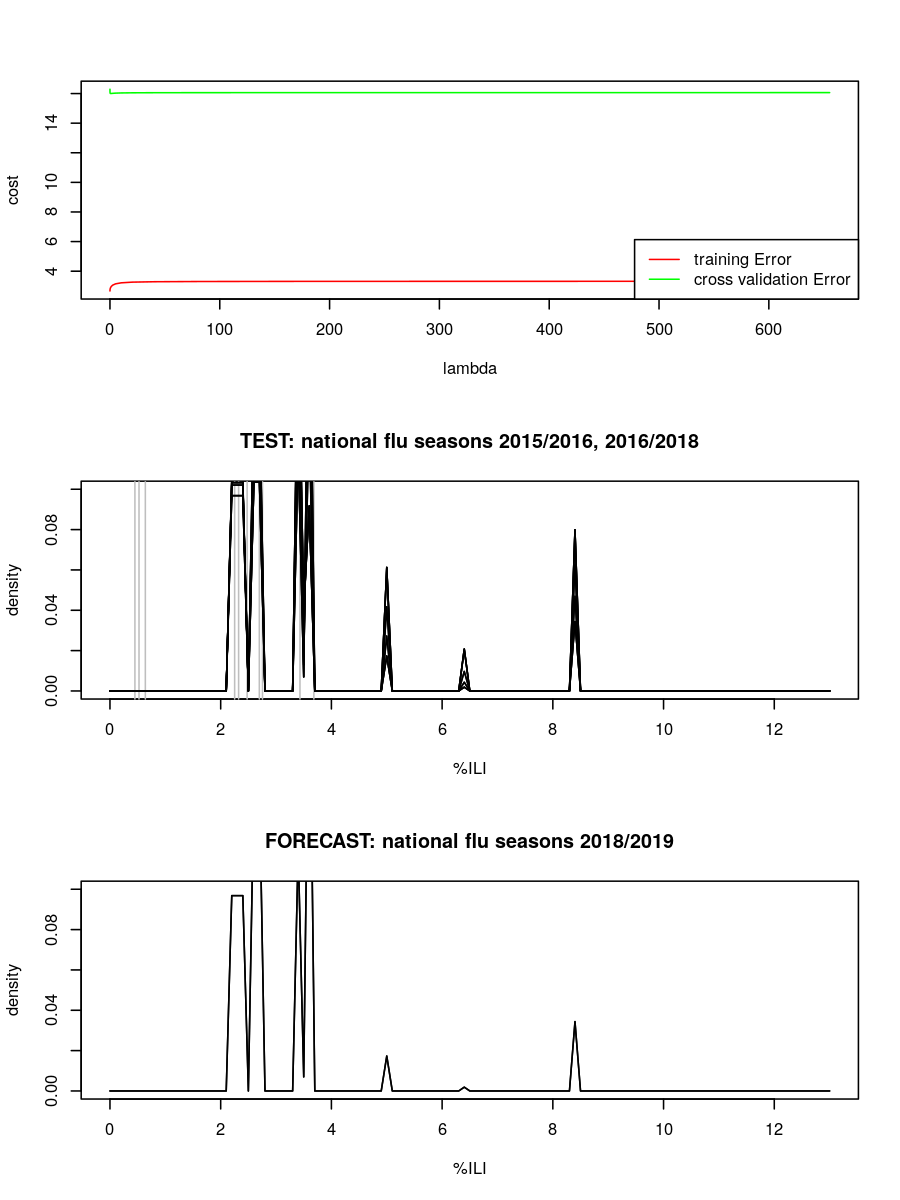 cost
14
10
8
6
4
training Error
cross validation Error
0 100 200 300 400 500 600
lambda
TEST: national flu seasons 2015/2016, 2016/2018
density
0.08
0.04
0.00
0 2 4 6 8 10 12
%ILI
FORECAST: national flu seasons 2018/2019
density
0.08
0.04
0.00
0 2 4 6 8 10 12
%ILI